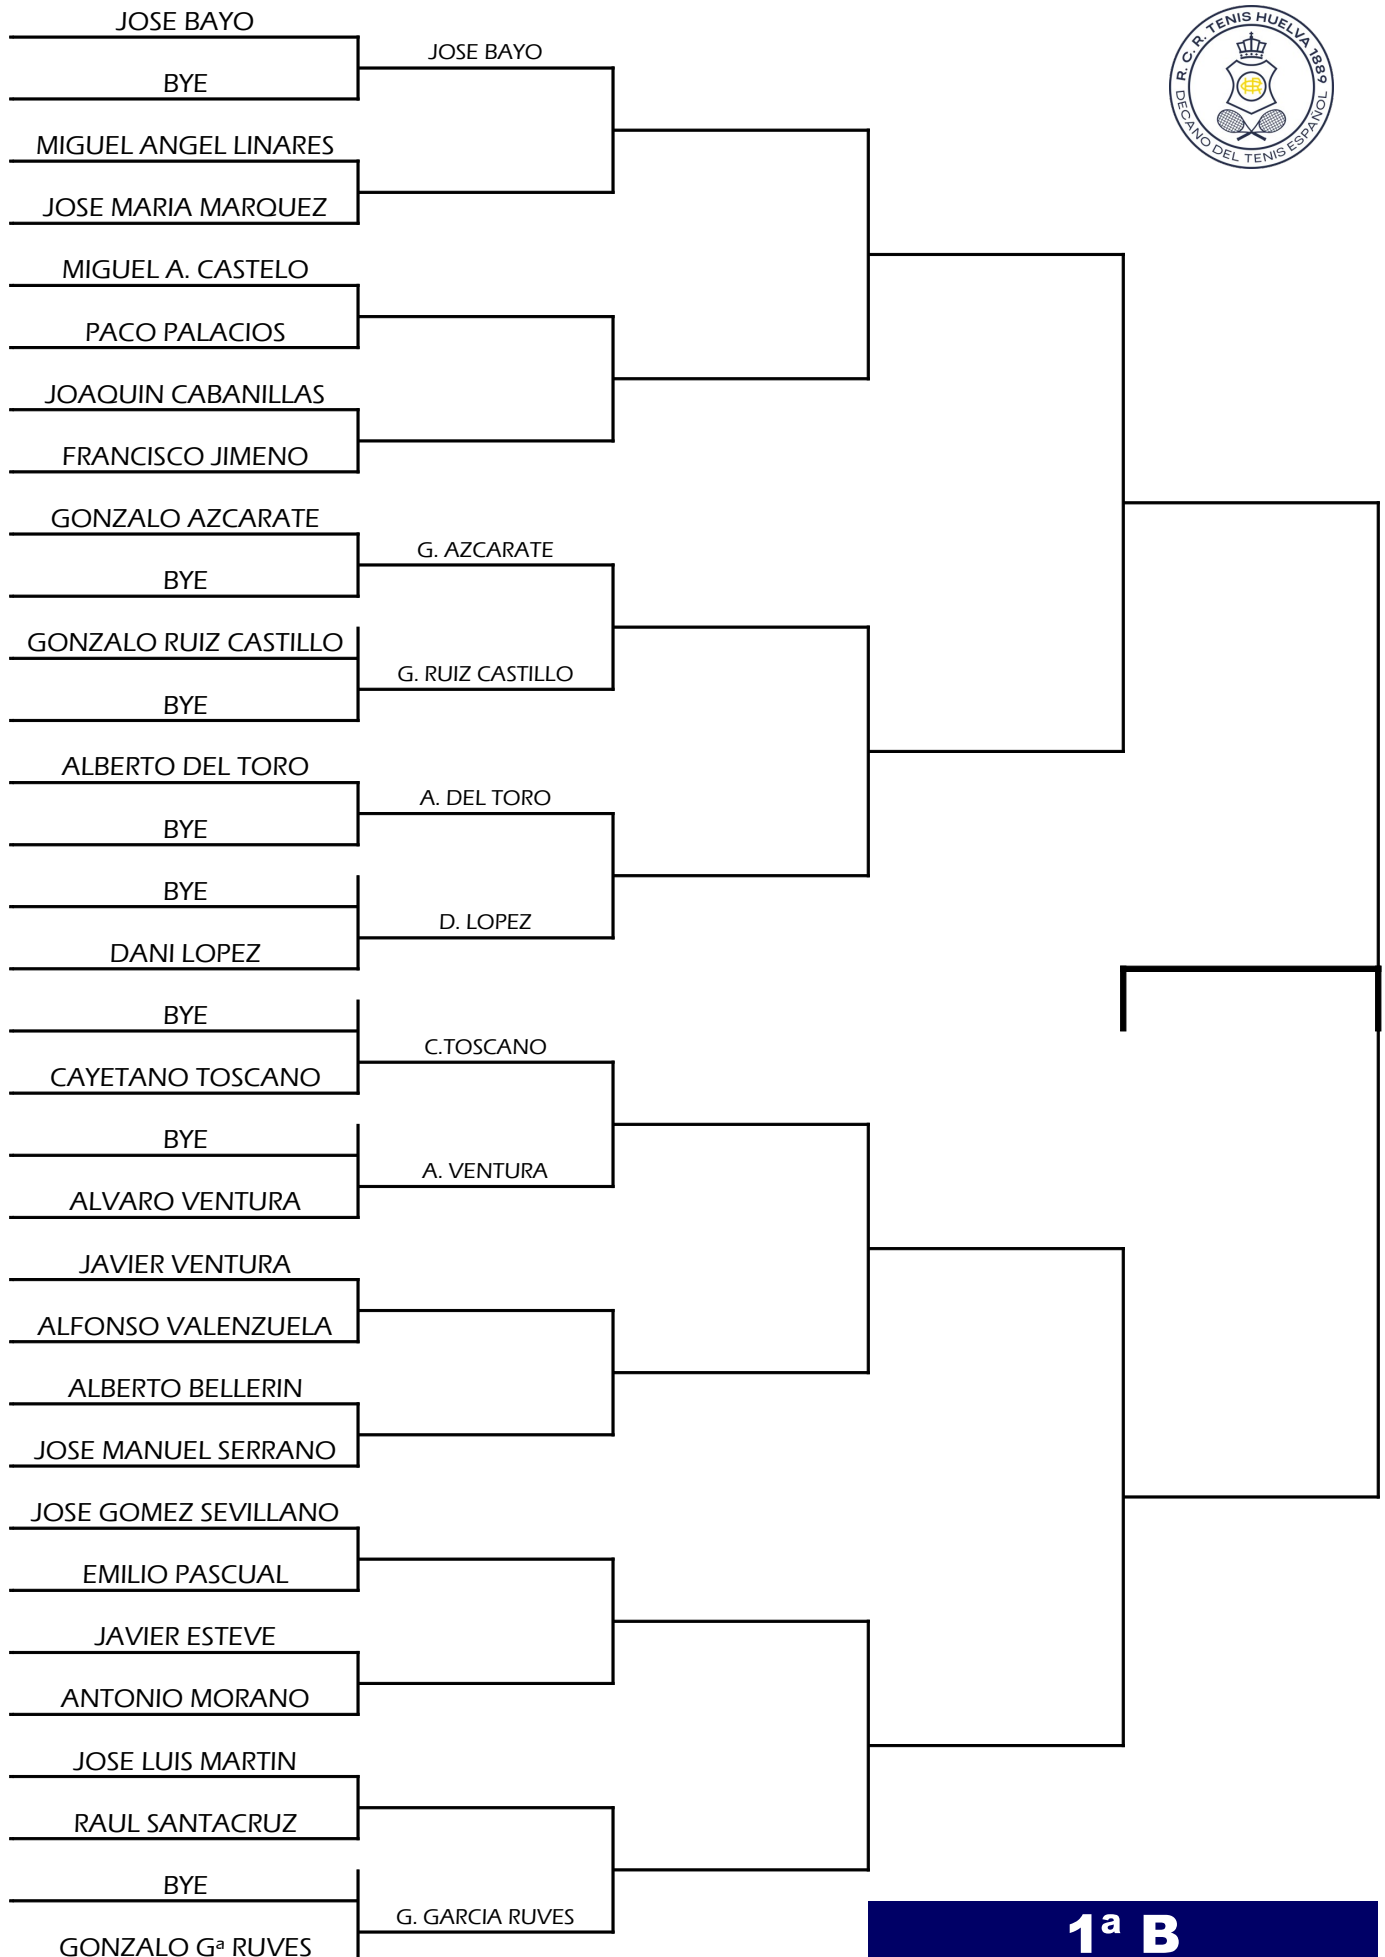 JOSE BAYO
JOSE BAYO
BYE
MIGUEL ANGEL LINARES
JOSE MARIA MARQUEZ
MIGUEL A. CASTELO
PACO PALACIOS
JOAQUIN CABANILLAS
FRANCISCO JIMENO
GONZALO AZCARATE
G. AZCARATE
BYE
GONZALO RUIZ CASTILLO
G. RUIZ CASTILLO
BYE
ALBERTO DEL TORO
A. DEL TORO
BYE
BYE
D. LOPEZ
DANI LOPEZ
BYE
C.TOSCANO
CAYETANO TOSCANO
BYE
A. VENTURA
ALVARO VENTURA
JAVIER VENTURA
ALFONSO VALENZUELA
ALBERTO BELLERIN
JOSE MANUEL SERRANO
JOSE GOMEZ SEVILLANO
EMILIO PASCUAL
JAVIER ESTEVE
ANTONIO MORANO
JOSE LUIS MARTIN
RAUL SANTACRUZ
BYE
G. GARCIA RUVES
GONZALO Gª RUVES
R. C. R. TENIS HUELVA 1889
DECANO DEL TENIS ESPAÑOL
1ª B